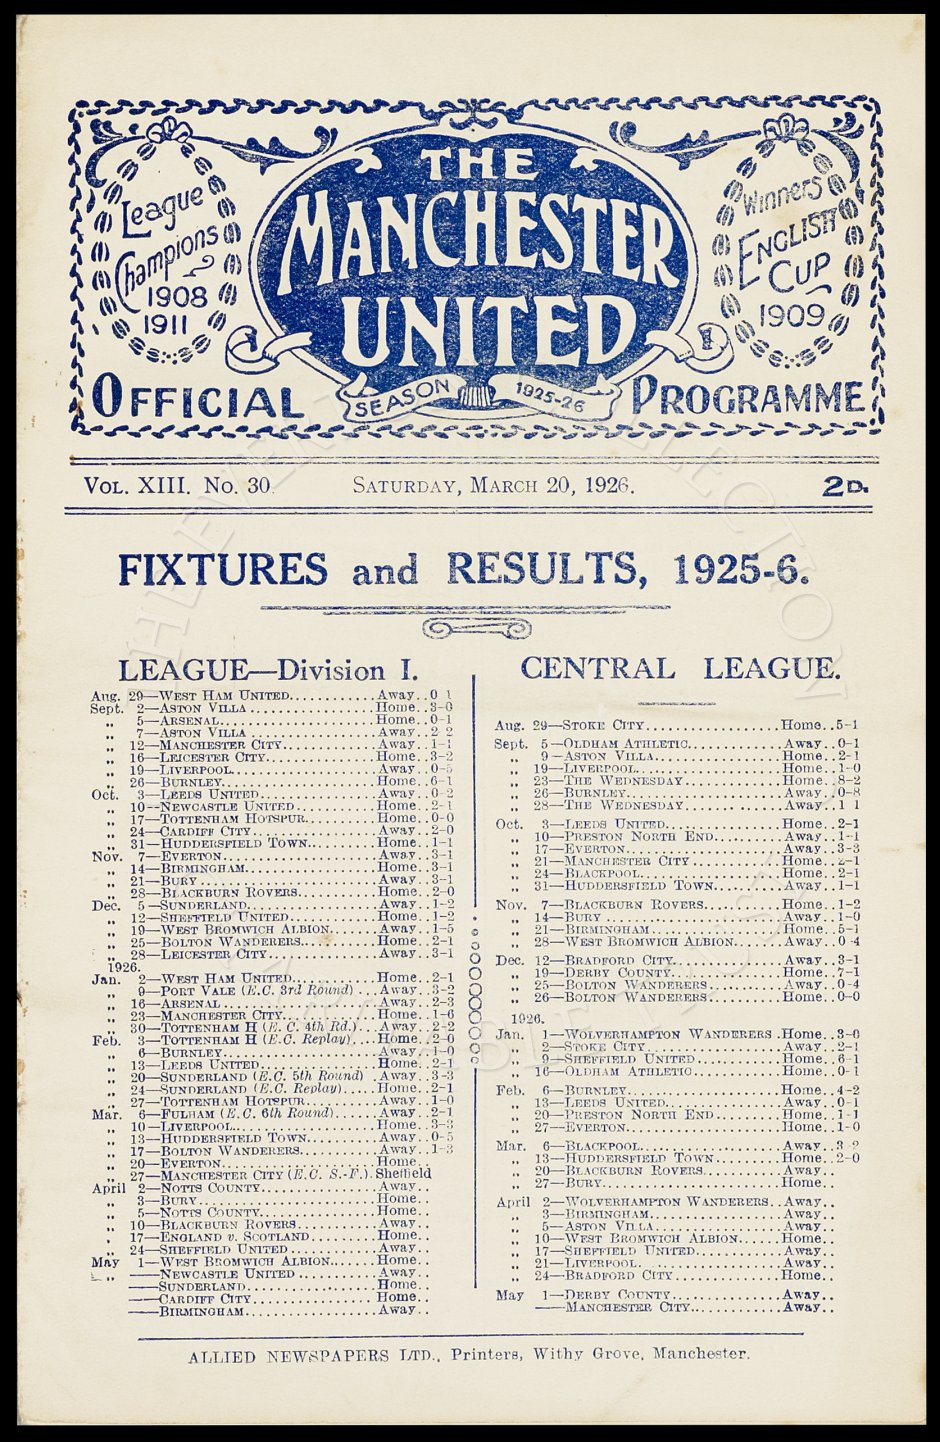 THE
MANCHESTER
UNITED
League
Champions
1908
1911
Winners
ENGLISH
CUP
1909
OFFICIAL
SEASON 1925-26
PROGRAMME
VOL. XIII. No. 30. SATURDAY, MARCH 20, 1926. 2D.
FIXTURES and RESULTS, 1925-6.
LEAGUE—Division I.
Aug. 29—WEST HAM UNITED............Away..0 1
Sept. 2—ASTON VILLA..................Home..3-0
„ 5—ARSENAL.......................Away..0-1
„ 7—ASTON VILLA..................Away..2 2
„ 12—MANCHESTER CITY.............Away..1-1
„ 16—LEICESTER CITY................Home..3-2
„ 19—LIVERPOOL.....................Away..0-5
„ 26—BURNLEY......................Home..6-1
Oct. 3—LEEDS UNITED.................Away..0-2
„ 10—NEWCASTLE UNITED............Home..2-1
„ 17—TOTTENHAM HOTSPUR..........Home..0-0
„ 24—CARDIFF CITY..................Away..2-0
„ 31—HUDDERSFIELD TOWN..........Home..1-1
Nov. 7—EVERTON......................Away..3-1
„ 14—BIRMINGHAM...................Home..3-1
„ 21—BURY.........................Away..3-1
„ 28—BLACKBURN ROVERS...........Home..2-0
Dec. 5—SUNDERLAND...................Away..1-2
„ 12—SHEFFIELD UNITED.............Home..1-2
„ 19—WEST BROMWICH ALBION.......Away..1-5
„ 25—BOLTON WANDERERS...........Home..2-1
„ 28—LEICESTER CITY................Away..3-1
1926.
Jan. 2—WEST HAM UNITED.............Home..2-1
„ 9—PORT VALE (E.C. 3rd Round)...Away..3-2
„ 16—ARSENAL......................Away..2-3
„ 23—MANCHESTER CITY.............Home..1-6
„ 30—TOTTENHAM H (E. C. 4th Rd.)...Away..2-2
Feb. 3—TOTTENHAM H (E.C. Replay)....Home..2-0
„ 6—BURNLEY......................Away..1-0
„ 13—LEEDS UNITED.................Home..2-1
„ 20—SUNDERLAND (E.C. 5th Round) .Away..3-3
„ 24—SUNDERLAND (E.C. Replay).....Home..2-1
„ 27—TOTTENHAM HOTSPUR..........Away..1-0
Mar. 6—FULHAM (E.C. 6th Round)......Away..2-1
„ 10—LIVERPOOL....................Home..3-3
„ 13—HUDDERSFIELD TOWN..........Away..0-5
„ 17—BOLTON WANDERERS...........Away..1-3
„ 20—EVERTON......................Home..
„ 27—MANCHESTER CITY (E.C. S.-F.).Sheffield
April 2—NOTTS COUNTY................Away..
„ 3—BURY.........................Home..
„ 5—NOTTS COUNTY................Home..
„ 10—BLACKBURN ROVERS...........Away..
„ 17—ENGLAND v. SCOTLAND.........Home..
„ 24—SHEFFIELD UNITED.............Away..
May 1—WEST BROMWICH ALBION.......Home..
„ ——NEWCASTLE UNITED............Away..
——SUNDERLAND...................Home..
——CARDIFF CITY..................Home..
——BIRMINGHAM...................Away..
CENTRAL LEAGUE.
Aug. 29—STOKE CITY...................Home..5-1
Sept. 5—OLDHAM ATHLETIC.............Away..0-1
„ 9—ASTON VILLA..................Home..2-1
„ 19—LIVERPOOL....................Home..1-0
„ 23—THE WEDNESDAY..............Home..8-2
„ 26—BURNLEY......................Away..0-8
„ 28—THE WEDNESDAY..............Away..1 1
Oct. 3—LEEDS UNITED.................Home..2-1
„ 10—PRESTON NORTH END..........Away..1-1
„ 17—EVERTON......................Away..3-3
„ 21—MANCHESTER CITY.............Home..2-1
„ 24—BLACKPOOL....................Home..2-1
„ 31—HUDDERSFIELD TOWN..........Away..1-1
Nov. 7—BLACKBURN ROVERS...........Home..1-2
„ 14—BURY.........................Away..1-0
„ 21—BIRMINGHAM...................Home..5-1
„ 28—WEST BROMWICH ALBION.......Away..0 4
Dec. 12—BRADFORD CITY................Away..3-1
„ 19—DERBY COUNTY................Home..7-1
„ 25—BOLTON WANDERERS...........Away..0 4
„ 26—BOLTON WANDERERS...........Home..0-0
1926.
Jan. 1—WOLVERHAMPTON WANDERERS .Home..3-0
„ 2—STOKE CITY...................Away..2-1
„ 9—SHEFFIELD UNITED.............Home..6-1
„ 16—OLDHAM ATHLETIC.............Home..0-1
Feb. 6—BURNLEY......................Home..4-2
„ 13—LEEDS UNITED.................Away..0-1
„ 20—PRESTON NORTH END..........Home..1-1
„ 27—EVERTON......................Home..1-0
Mar. 6—BLACKPOOL....................Away..3-2
„ 13—HUDDERSFIELD TOWN..........Home..2-0
„ 20—BLACKBURN ROVERS...........Away..
„ 27—BURY.........................Home..
April 2—WOLVERHAMPTON WANDERERS..Away..
„ 3—BIRMINGHAM...................Away..
„ 5—ASTON VILLA..................Away..
„ 10—WEST BROMWICH ALBION.......Home..
„ 17—SHEFFIELD UNITED.............Away..
„ 21—LIVERPOOL....................Away..
„ 24—BRADFORD CITY................Home..
May 1—DERBY COUNTY................Away..
——MANCHESTER CITY.............Away..
ALLIED NEWSPAPERS LTD., Printers, Withy Grove, Manchester.